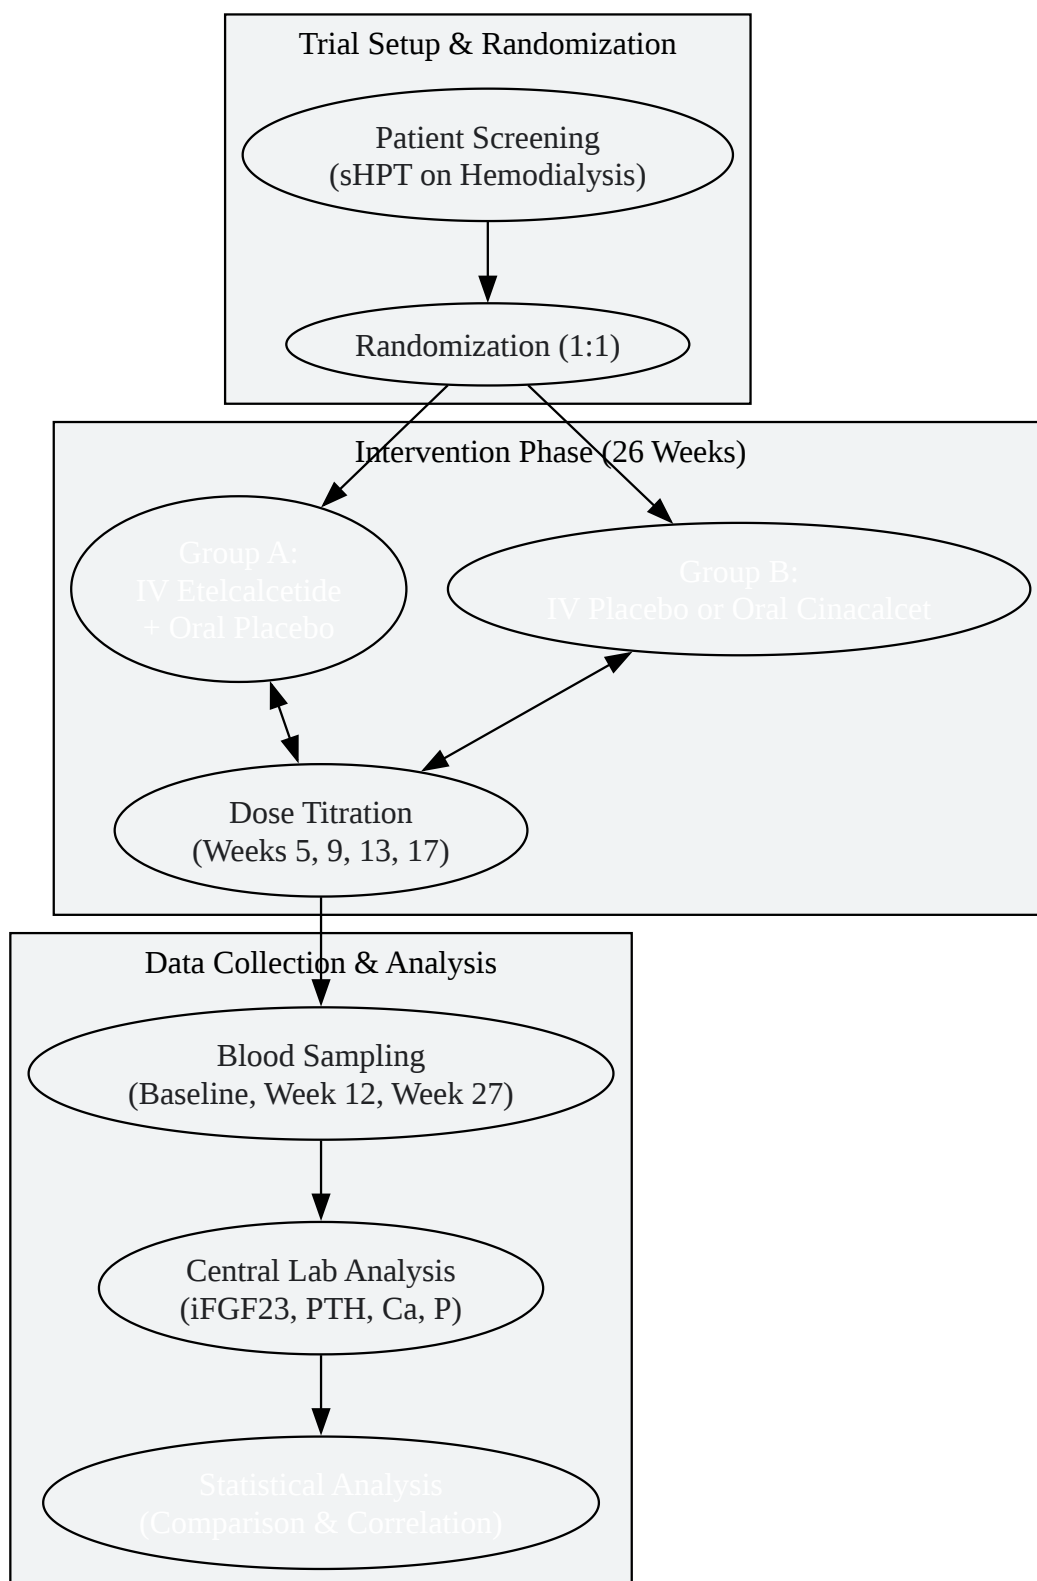 Trial Setup & Randomization
Patient Screening
(sHPT on Hemodialysis)
Randomization (1:1)
Intervention Phase (26 Weeks)
Group A:
IV Etelcalcetide
+ Oral Placebo
Group B:
IV Placebo or Oral Cinacalcet
Dose Titration
(Weeks 5, 9, 13, 17)
Data Collection & Analysis
Blood Sampling
(Baseline, Week 12, Week 27)
Central Lab Analysis
(iFGF23, PTH, Ca, P)
Statistical Analysis
(Comparison & Correlation)